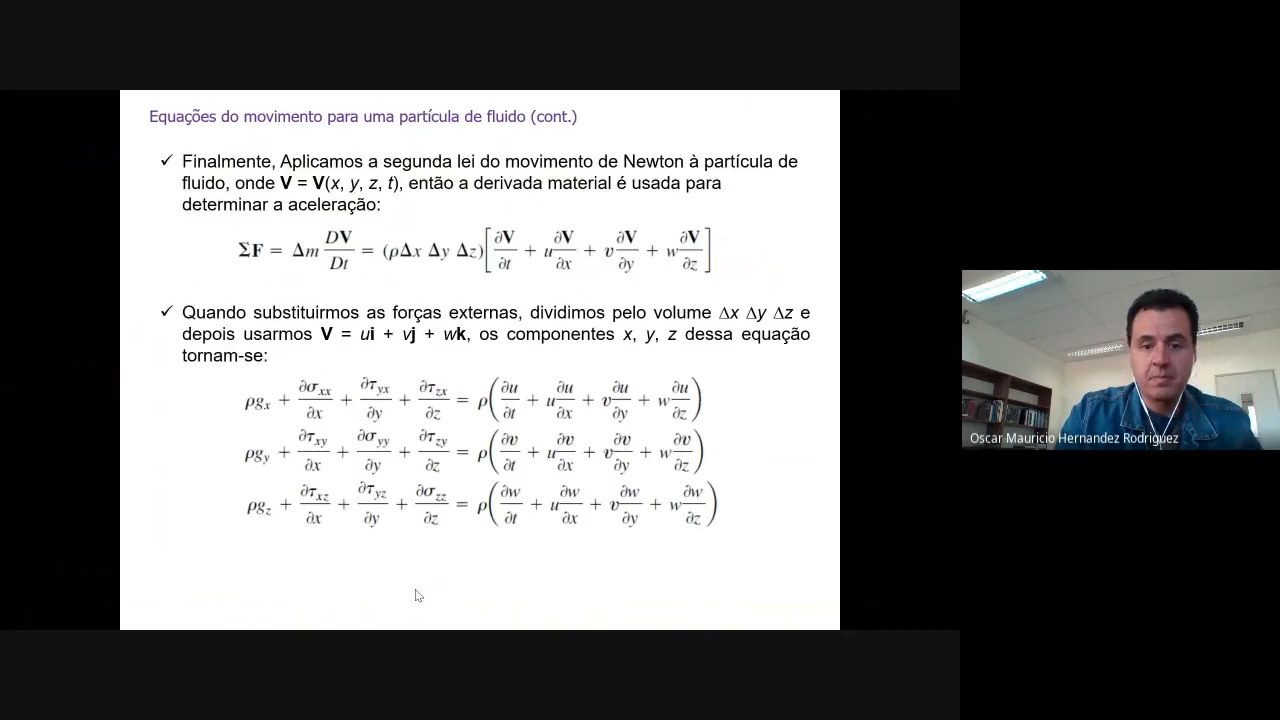 Equações do movimento para uma partícula de fluido (cont.)
✓ Finalmente, Aplicamos a segunda lei do movimento de Newton à partícula de
fluido, onde V = V(x, y, z, t), então a derivada material é usada para
determinar a aceleração:
ΣF = Δm DV/Dt = (ρΔx Δy Δz)[∂V/∂t + u ∂V/∂x + v ∂V/∂y + w ∂V/∂z]
✓ Quando substituírmos as forças externas, dividimos pelo volume Δx Δy Δz e
depois usarmos V = ui + vj + wk, os componentes x, y, z dessa equação
tornam-se:
ρgₓ + ∂σₓₓ/∂x + ∂τ_yx/∂y + ∂τ_zx/∂z = ρ(∂u/∂t + u ∂u/∂x + v ∂u/∂y + w ∂u/∂z)
ρg_y + ∂τ_xy/∂x + ∂σ_yy/∂y + ∂τ_zy/∂z = ρ(∂v/∂t + u ∂v/∂x + v ∂v/∂y + w ∂v/∂z)
ρg_z + ∂τ_xz/∂x + ∂τ_yz/∂y + ∂σ_zz/∂z = ρ(∂w/∂t + u ∂w/∂x + v ∂w/∂y + w ∂w/∂z)
Oscar Mauricio Hernandez Rodriguez